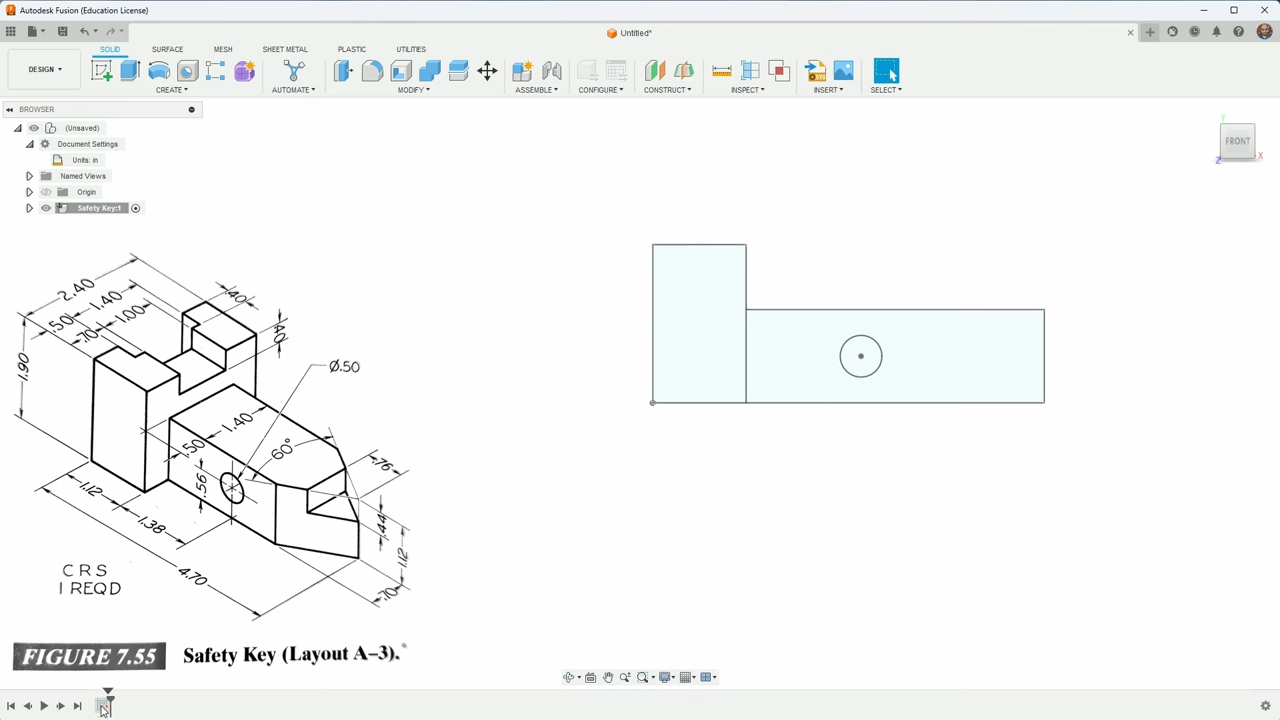 Autodesk Fusion (Education License)
Untitled*
DESIGN
SOLID SURFACE MESH SHEET METAL PLASTIC UTILITIES
CREATE AUTOMATE MODIFY ASSEMBLE CONFIGURE CONSTRUCT INSPECT INSERT SELECT
BROWSER
(Unsaved)
Document Settings
Units: in
Named Views
Origin
Safety Key:1
Y
FRONT
Z
X
2.40
1.40
.50
1.00
.70
.40
.40
1.90
Ø.50
1.40
.50
60°
.76
.56
.44
1.12
1.12
1.38
4.70
.70
CRS
1 REQD
FIGURE 7.55 Safety Key (Layout A–3).*